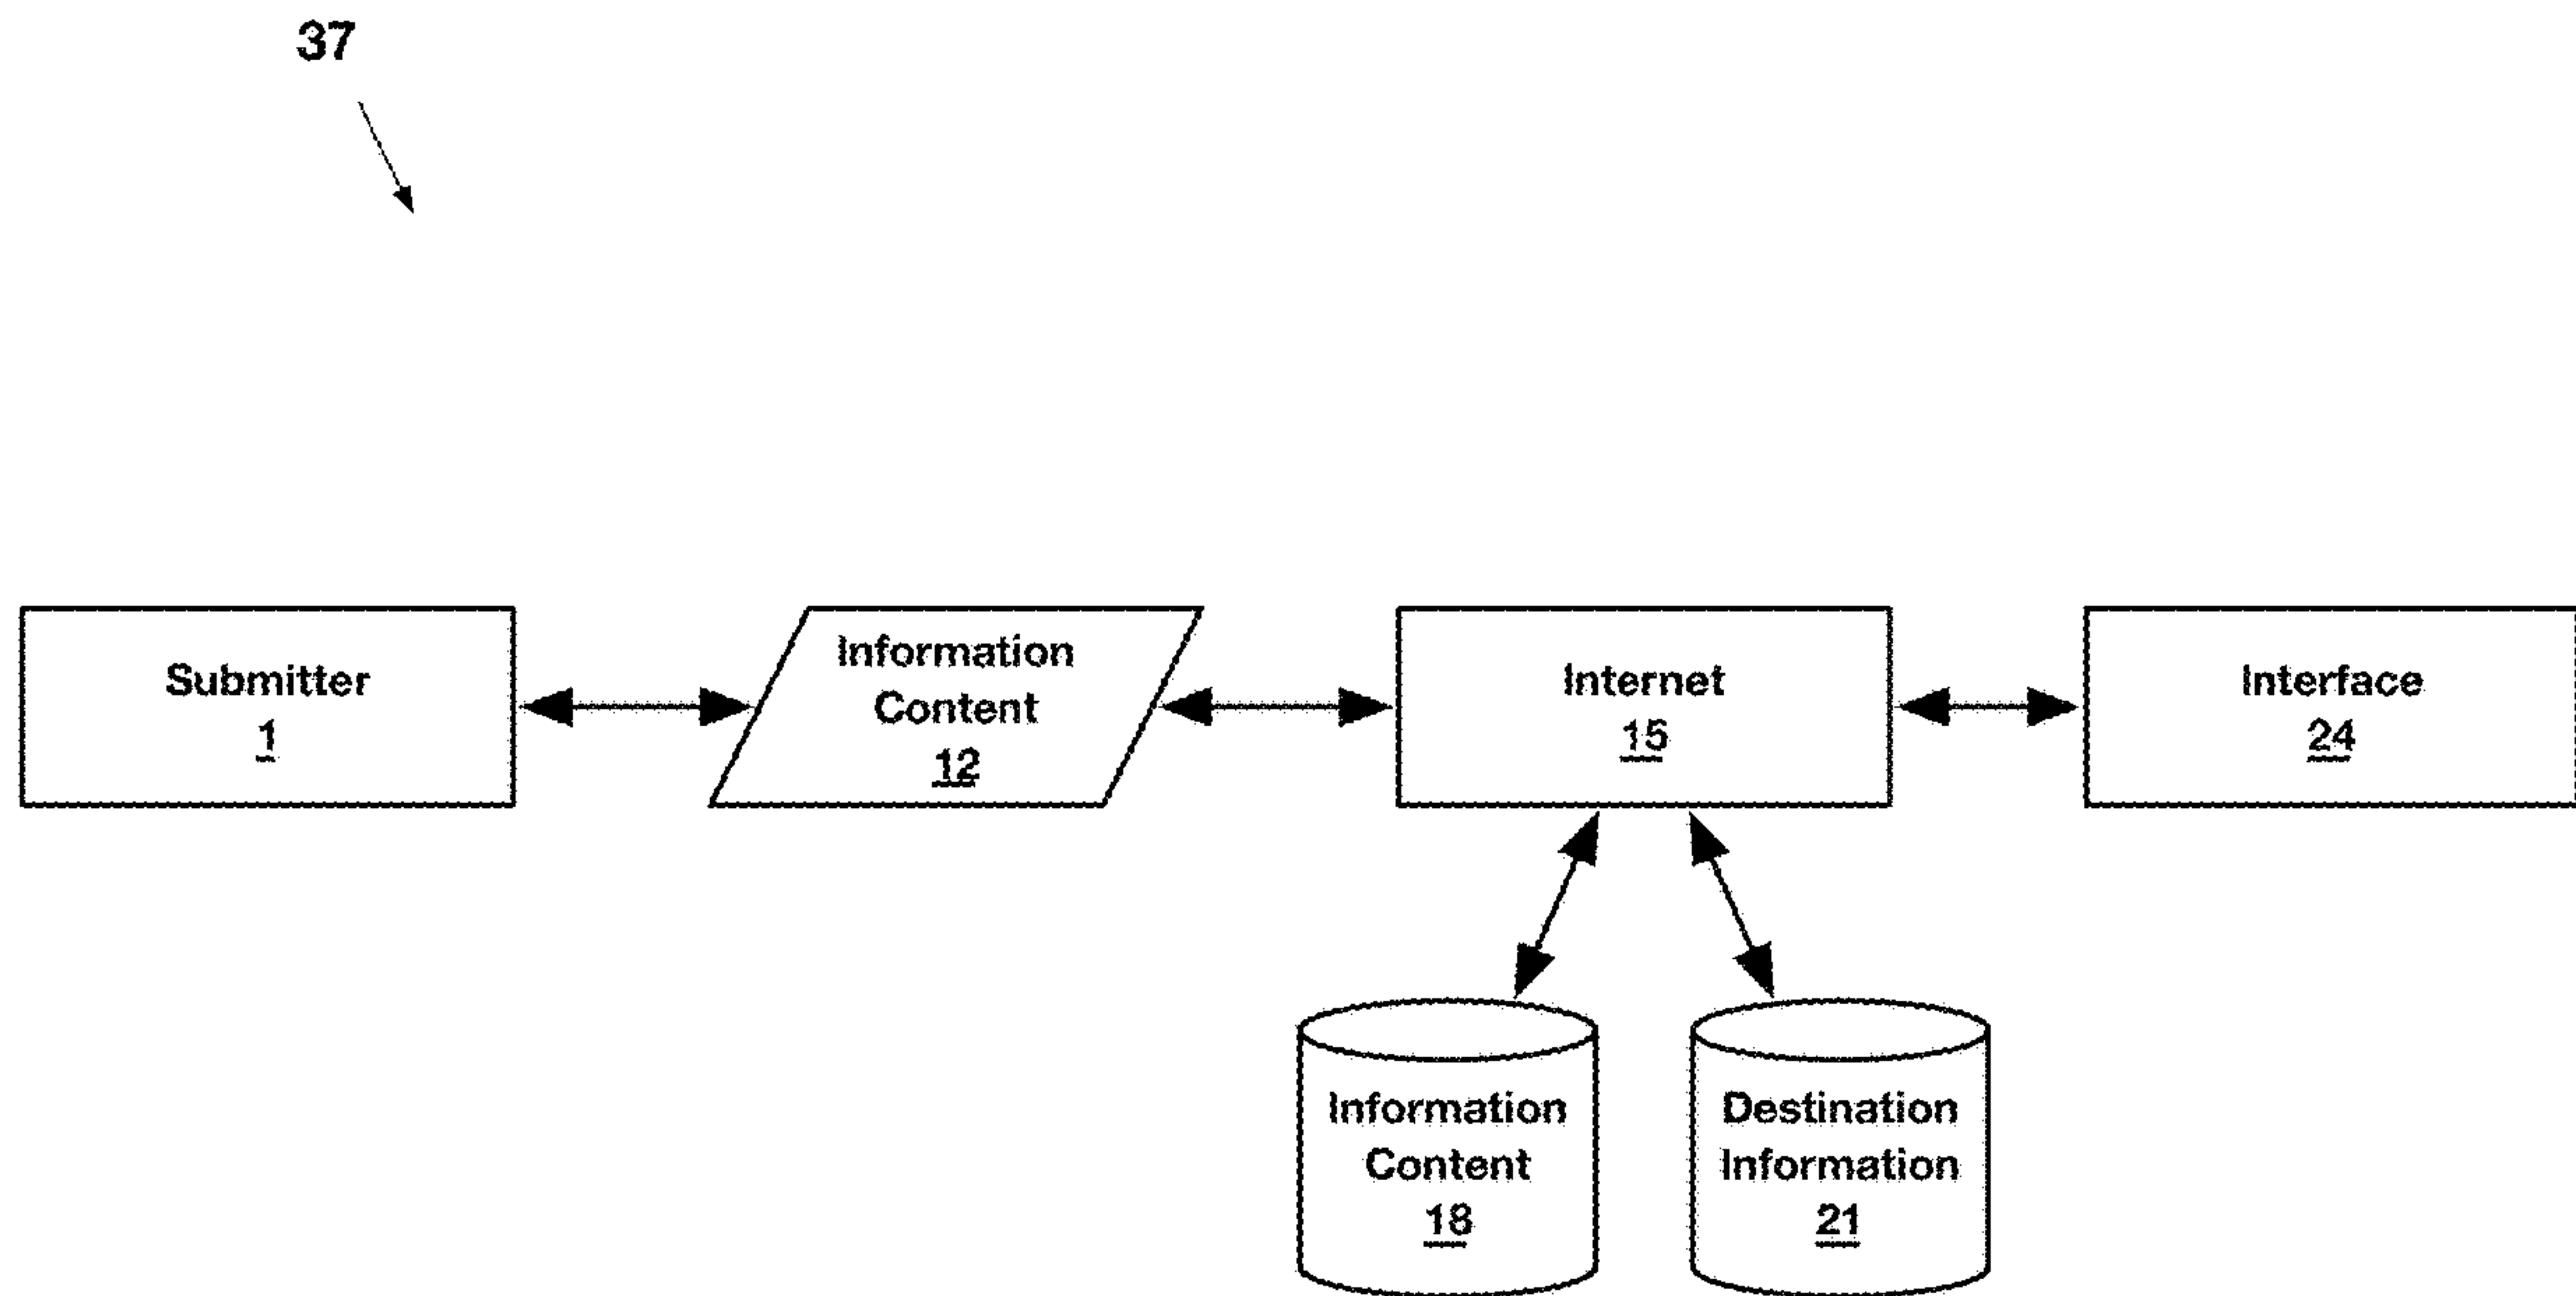 37
Submitter
1
Information
Content
12
Internet
15
Interface
24
Information
Content
18
Destination
Information
21